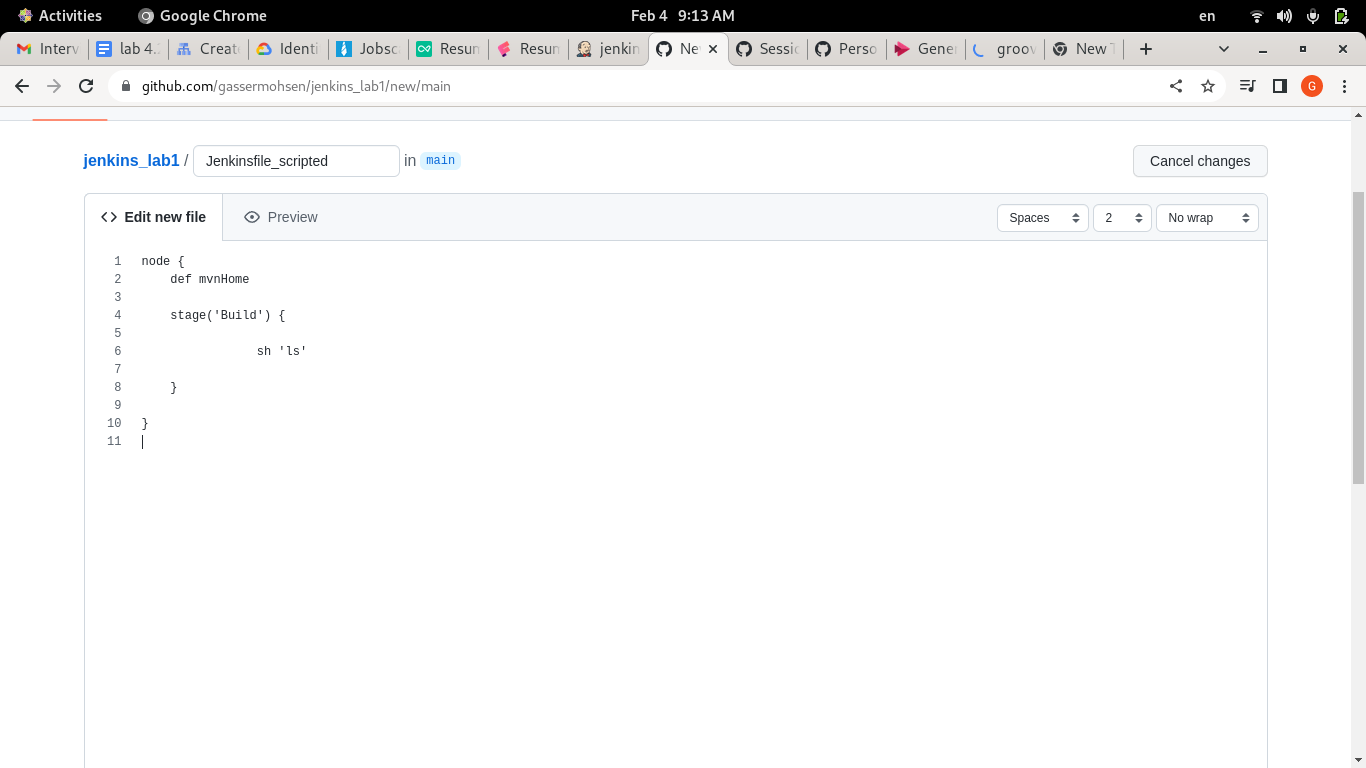 Activities Google Chrome Feb 4 9:13 AM en
Interv lab 4. Create Identi Jobsc Resun Resun jenkin Ne Sessio Perso Gener groov New T
github.com/gassermohsen/jenkins_lab1/new/main G
jenkins_lab1 / Jenkinsfile_scripted in main Cancel changes
Edit new file Preview Spaces 2 No wrap
1 node {
2     def mvnHome
3
4     stage('Build') {
5
6                 sh 'ls'
7
8     }
9
10 }
11